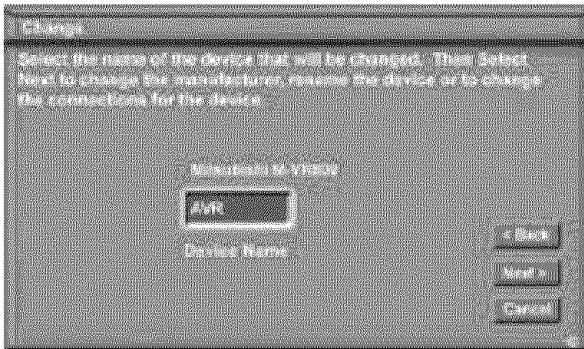 Change
Select the name of the device that will be changed. Then Select
Next to change the manufacturer, rename the device or to change
the connections for the device
Mitsubishi
AVR
Device Name
< Back
Next >
Cancel